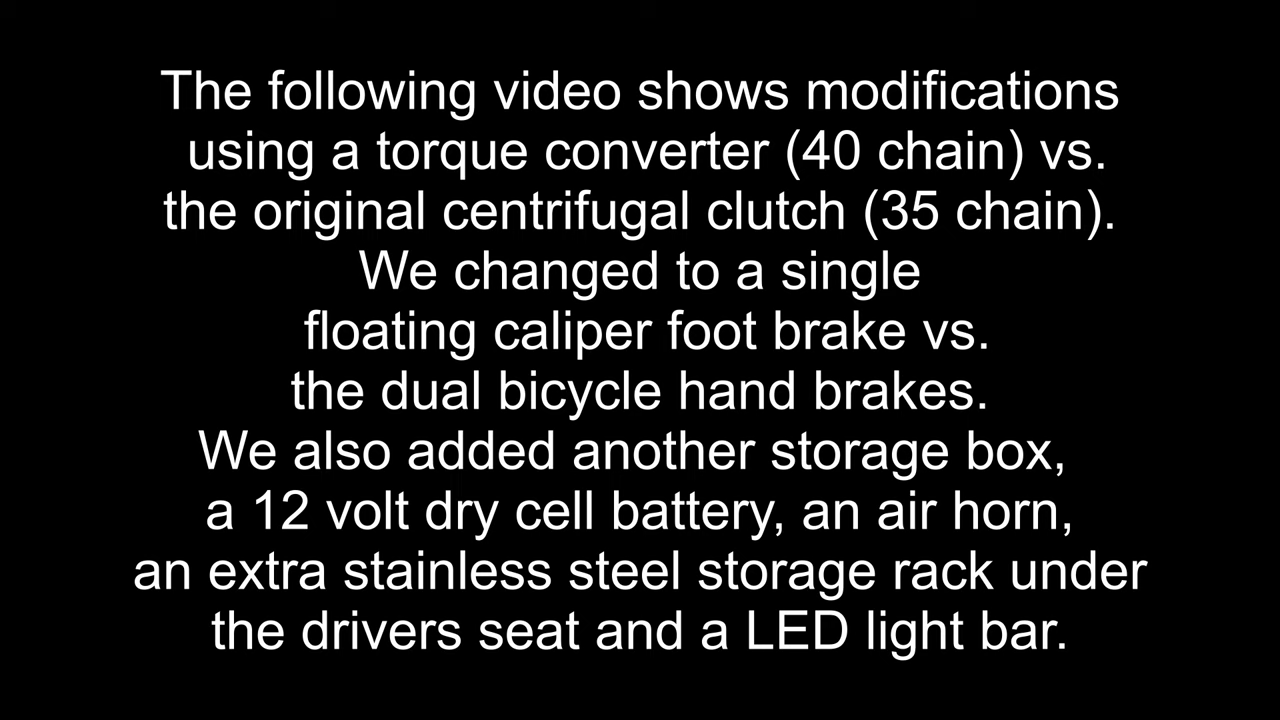 The following video shows modifications
using a torque converter (40 chain) vs.
the original centrifugal clutch (35 chain).
We changed to a single
floating caliper foot brake vs.
the dual bicycle hand brakes.
We also added another storage box,
a 12 volt dry cell battery, an air horn,
an extra stainless steel storage rack under
the drivers seat and a LED light bar.